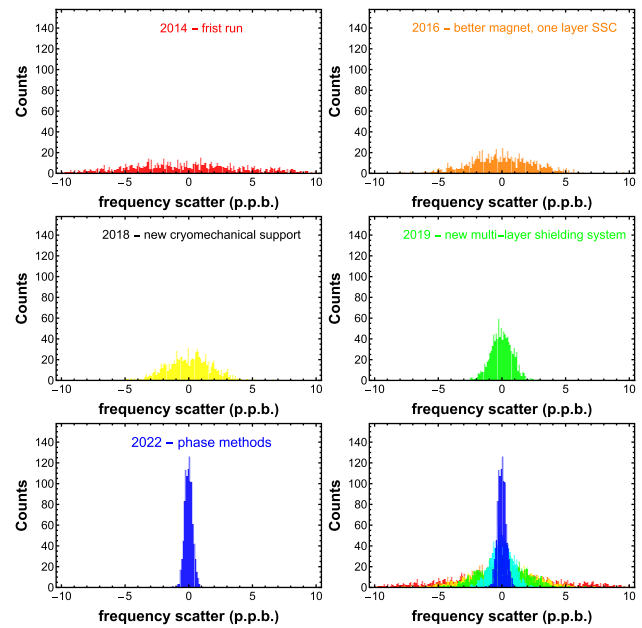 2014 – frist run
140
120
100
80
60
40
20
0
Counts
−10 −5 0 5 10
frequency scatter (p.p.b.)
2016 – better magnet, one layer SSC
140
120
100
80
60
40
20
0
Counts
−10 −5 0 5 10
frequency scatter (p.p.b.)
2018 – new cryomechanical support
140
120
100
80
60
40
20
0
Counts
−10 −5 0 5 10
frequency scatter (p.p.b.)
2019 – new multi–layer shielding system
140
120
100
80
60
40
20
0
Counts
−10 −5 0 5 10
frequency scatter (p.p.b.)
2022 – phase methods
140
120
100
80
60
40
20
0
Counts
−10 −5 0 5 10
frequency scatter (p.p.b.)
140
120
100
80
60
40
20
0
Counts
−10 −5 0 5 10
frequency scatter (p.p.b.)